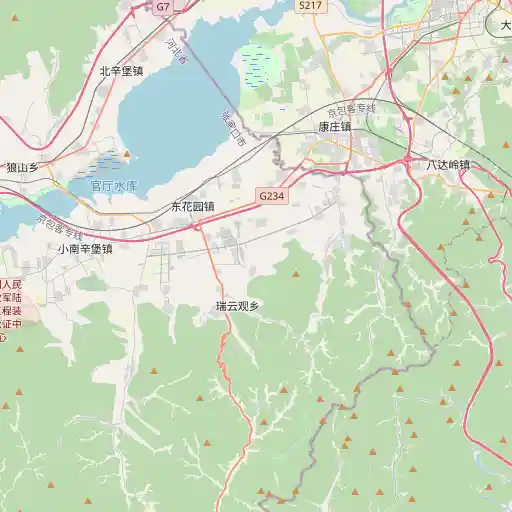 G7
S217
大
河北省
北辛堡镇
张家口市
京包客专线
康庄镇
狼山乡
八达岭镇
官厅水库
G234
东花园镇
京包客专线
小南辛堡镇
人民
军陆
工程装
证中
D
瑞云观乡